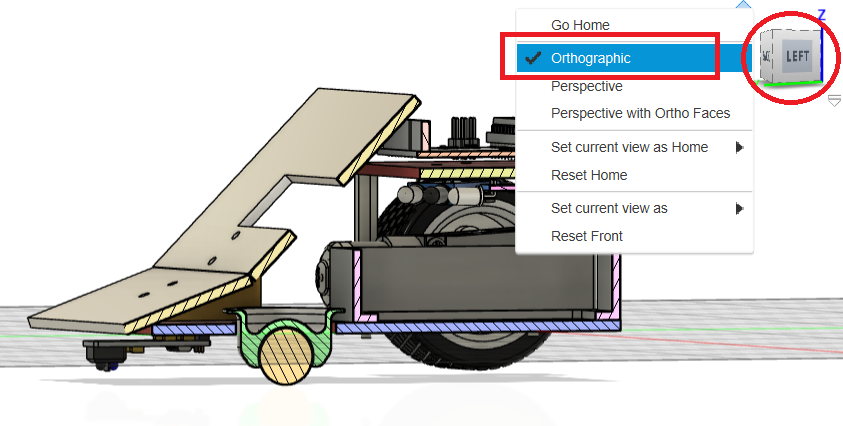 Go Home
Orthographic
Perspective
Perspective with Ortho Faces
Set current view as Home
Reset Home
Set current view as
Reset Front
Z
LEFT